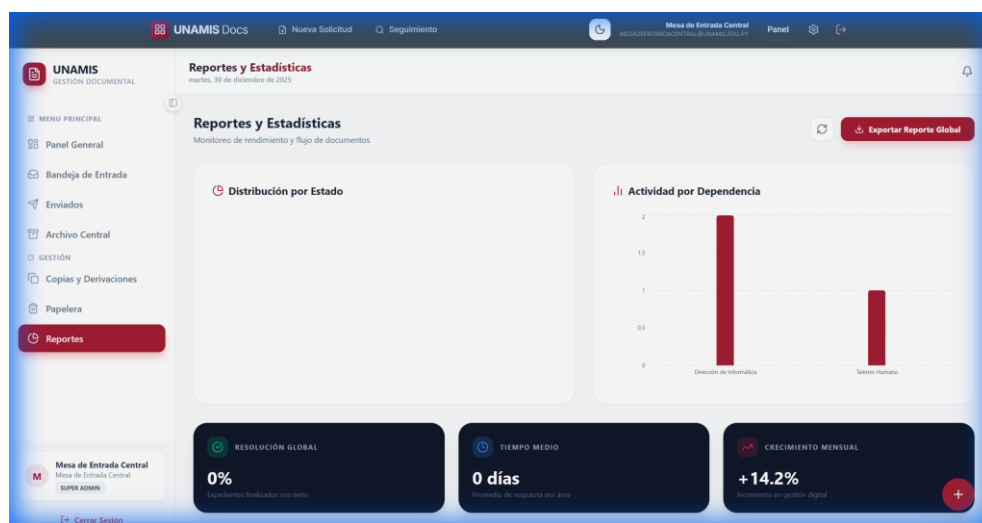 UNAMIS Docs
Nueva Solicitud
Seguimiento
Mesa de Entrada Central
MESADEENTRADACENTRAL@UNAMIS.EDU.PY
Panel
UNAMIS
GESTIÓN DOCUMENTAL
Reportes y Estadísticas
martes, 30 de diciembre de 2025
MENU PRINCIPAL
Panel General
Bandeja de Entrada
Enviados
Archivo Central
GESTIÓN
Copias y Derivaciones
Papelera
Reportes
M
Mesa de Entrada Central
Mesa de Entrada Central
SUPER ADMIN
Cerrar Sesión
Reportes y Estadísticas
Monitoreo de rendimiento y flujo de documentos
Exportar Reporte Global
Distribución por Estado
Actividad por Dependencia
2
1.5
1
0.5
0
Dirección de Informática
Talento Humano
RESOLUCIÓN GLOBAL
0%
Expedientes finalizados con éxito
TIEMPO MEDIO
0 días
Promedio de respuesta por área
CRECIMIENTO MENSUAL
+14.2%
Incremento en gestión digital